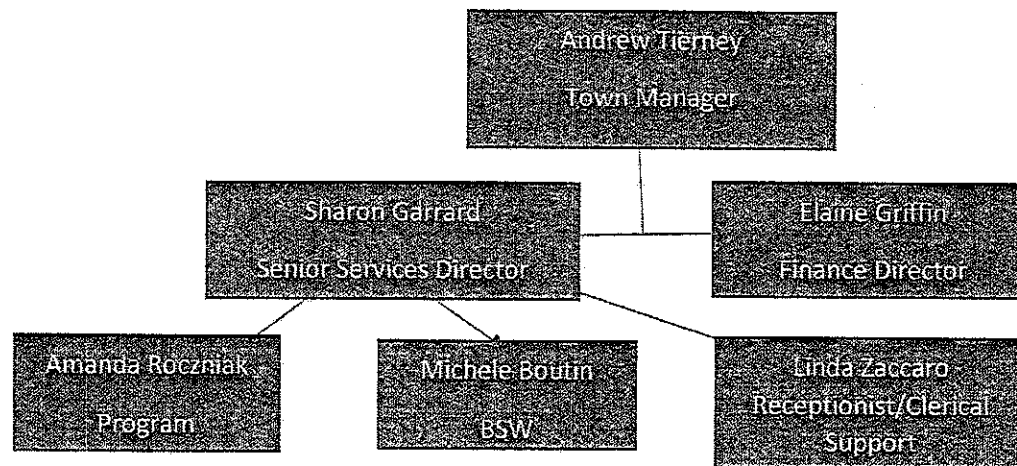 Andrew Tierney
Town Manager
Sharon Garrard
Senior Services Director
Elaine Griffin
Finance Director
Amanda Roczniak
Program
Michele Boutin
BSW
Linda Zaccaro
Receptionist/Clerical
Support